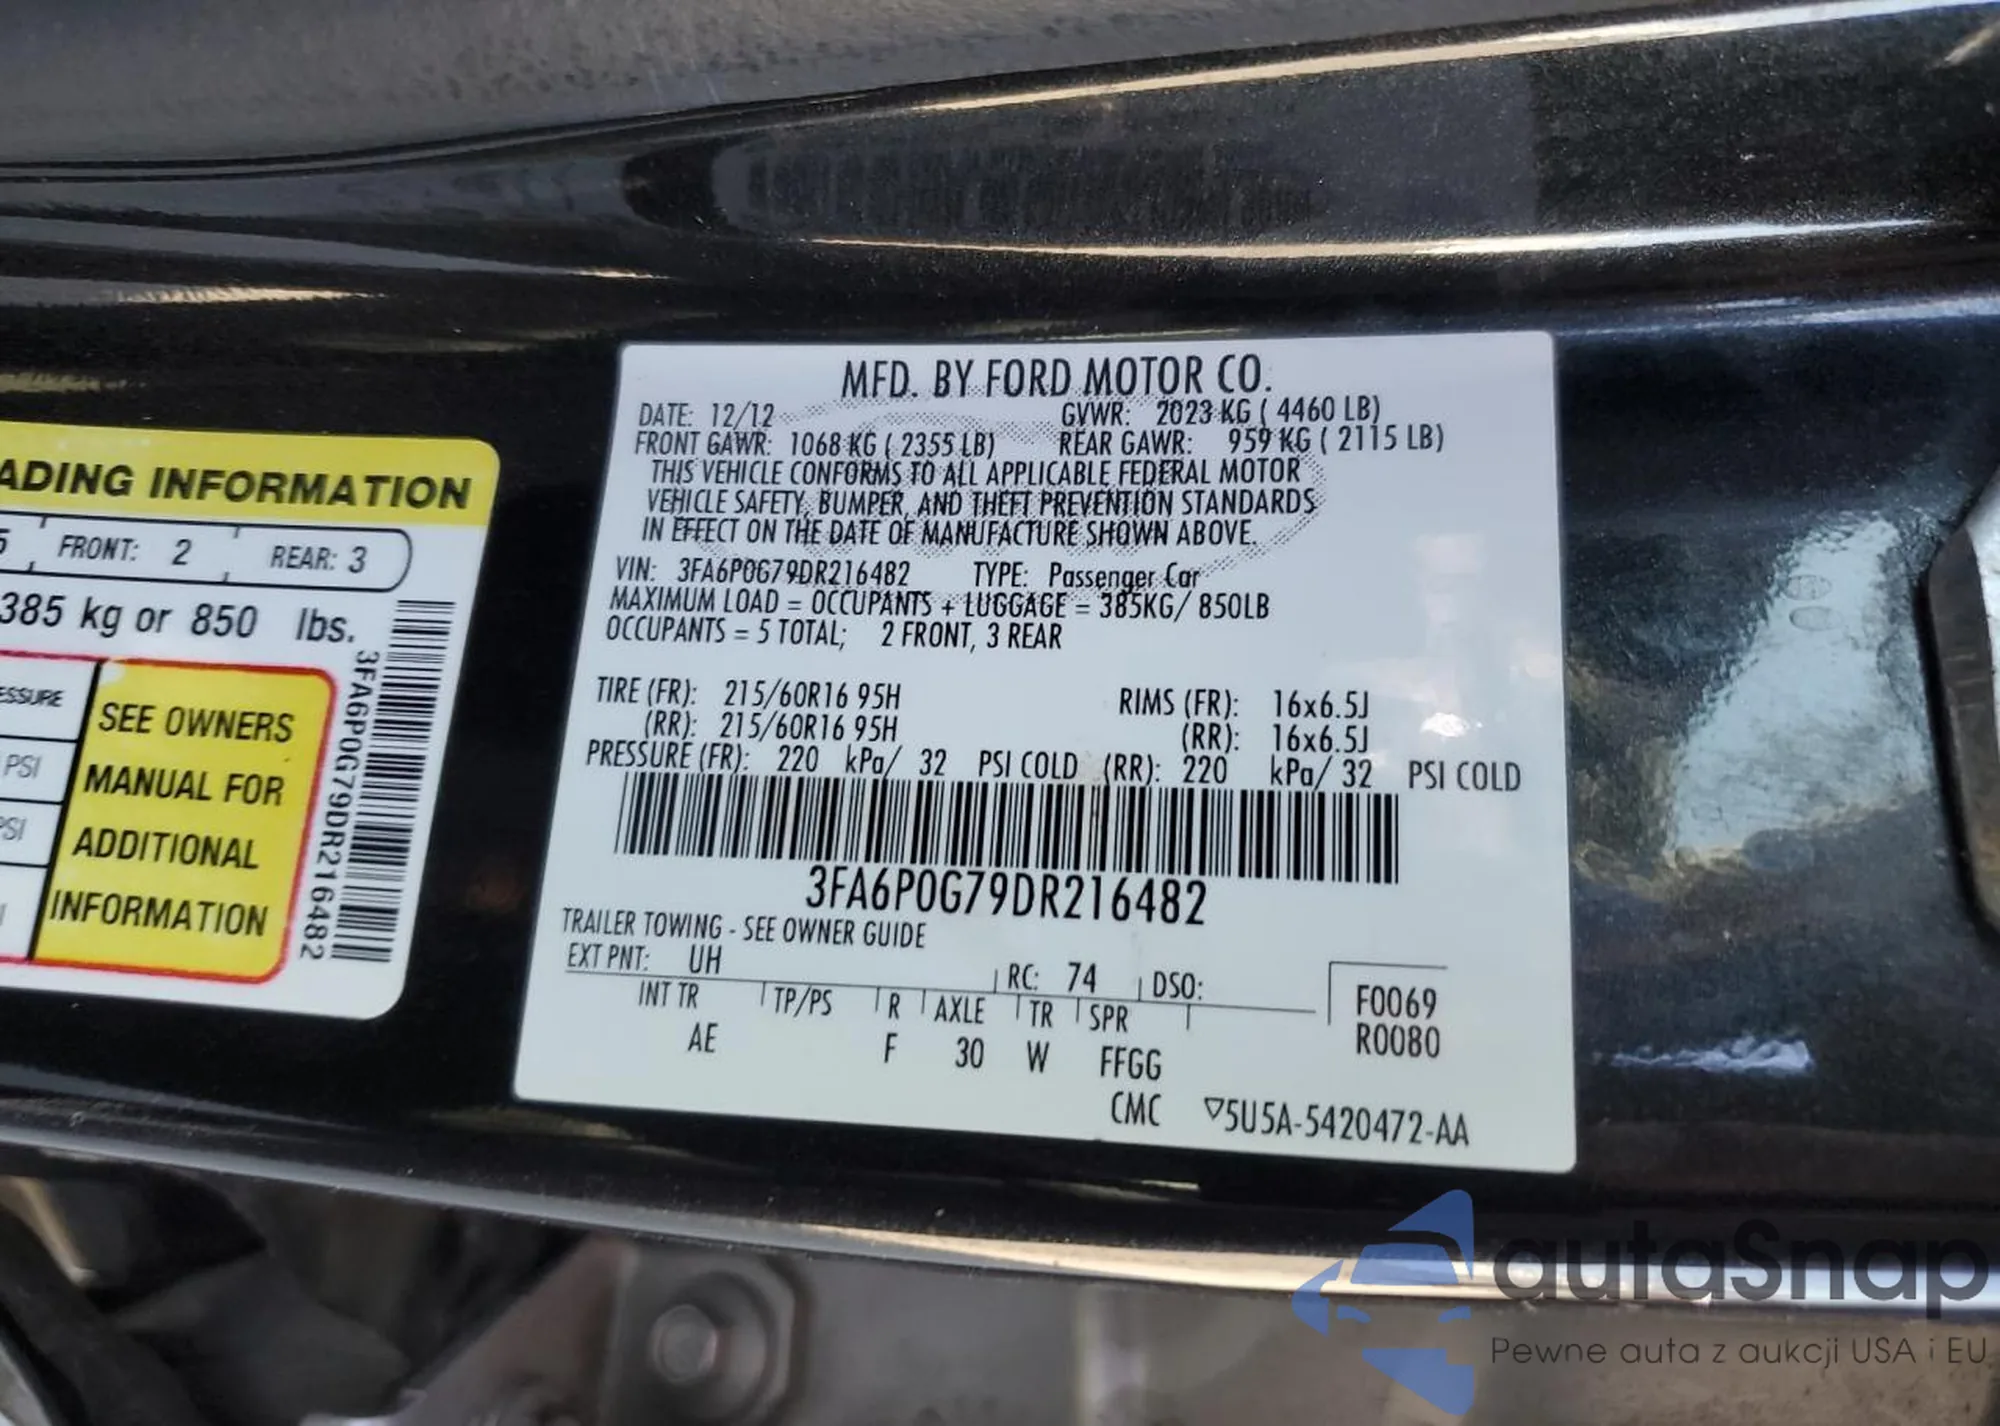 ADING INFORMATION
5 FRONT: 2 REAR: 3
385 kg or 850 lbs.
ESSURE
PSI
PSI
SEE OWNERS
MANUAL FOR
ADDITIONAL
INFORMATION
3FA6P0G79DR216482
MFD. BY FORD MOTOR CO.
DATE: 12/12 GVWR: 2023 KG ( 4460 LB)
FRONT GAWR: 1068 KG ( 2355 LB) REAR GAWR: 959 KG ( 2115 LB)
THIS VEHICLE CONFORMS TO ALL APPLICABLE FEDERAL MOTOR
VEHICLE SAFETY, BUMPER, AND THEFT PREVENTION STANDARDS
IN EFFECT ON THE DATE OF MANUFACTURE SHOWN ABOVE.
VIN: 3FA6P0G79DR216482 TYPE: Passenger Car
MAXIMUM LOAD = OCCUPANTS + LUGGAGE = 385KG/ 850LB
OCCUPANTS = 5 TOTAL; 2 FRONT, 3 REAR
TIRE (FR): 215/60R16 95H RIMS (FR): 16x6.5J
(RR): 215/60R16 95H (RR): 16x6.5J
PRESSURE (FR): 220 kPa/ 32 PSI COLD (RR): 220 kPa/ 32 PSI COLD
3FA6P0G79DR216482
TRAILER TOWING - SEE OWNER GUIDE
EXT PNT: UH RC: 74 DSO:
INT TR TP/PS R AXLE TR SPR
AE F 30 W FFGG
F0069
R0080
CMC ▽5U5A-5420472-AA
autaSnap
Pewne auta z aukcji USA i EU